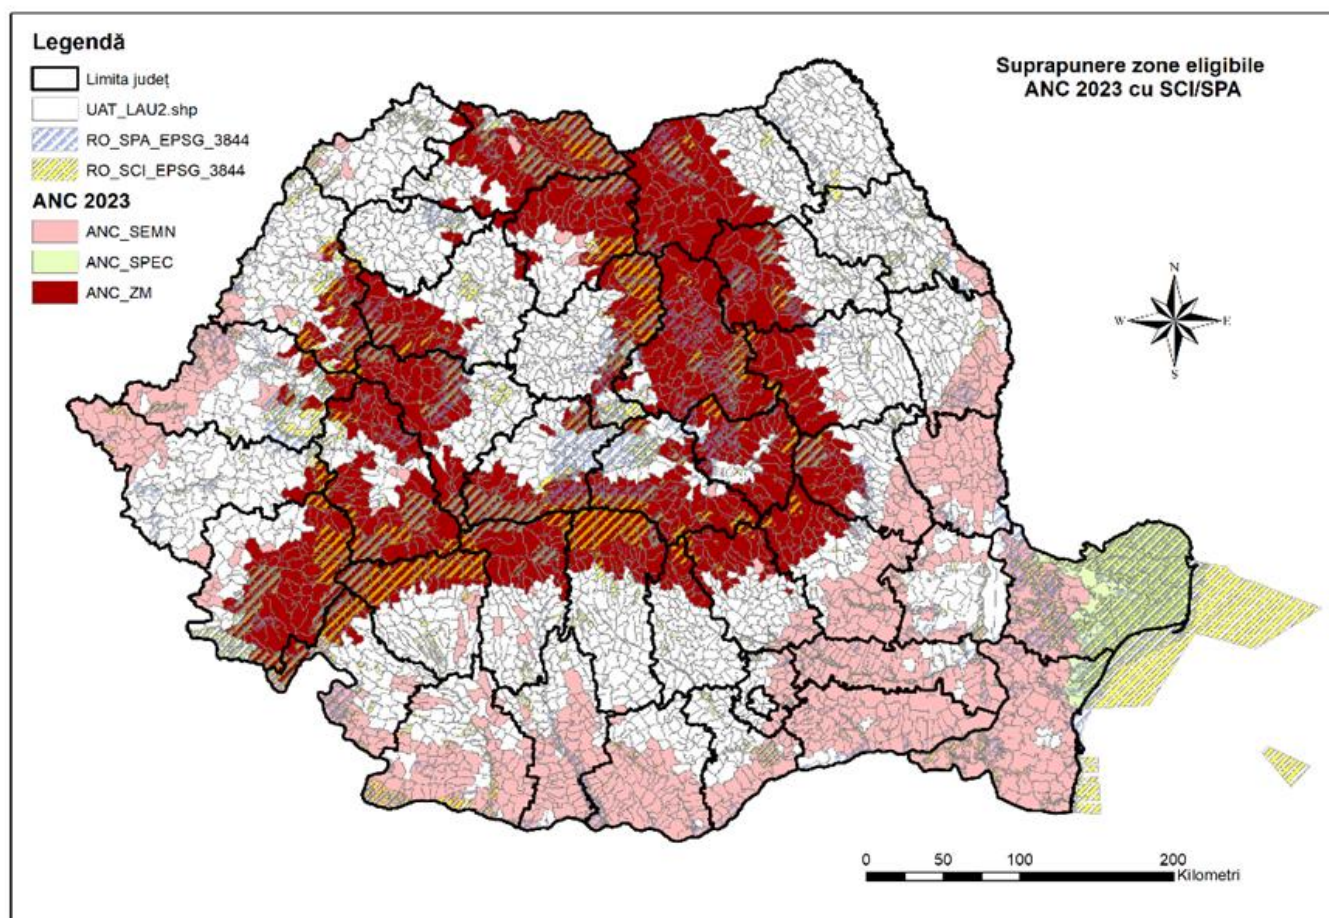 Legendă
Limita județ
UAT_LAU2.shp
RO_SPA_EPSG_3844
RO_SCI_EPSG_3844
ANC 2023
ANC_SEMN
ANC_SPEC
ANC_ZM
Suprapunere zone eligibile
ANC 2023 cu SCI/SPA
N
W E
S
0 50 100 200
Kilometri